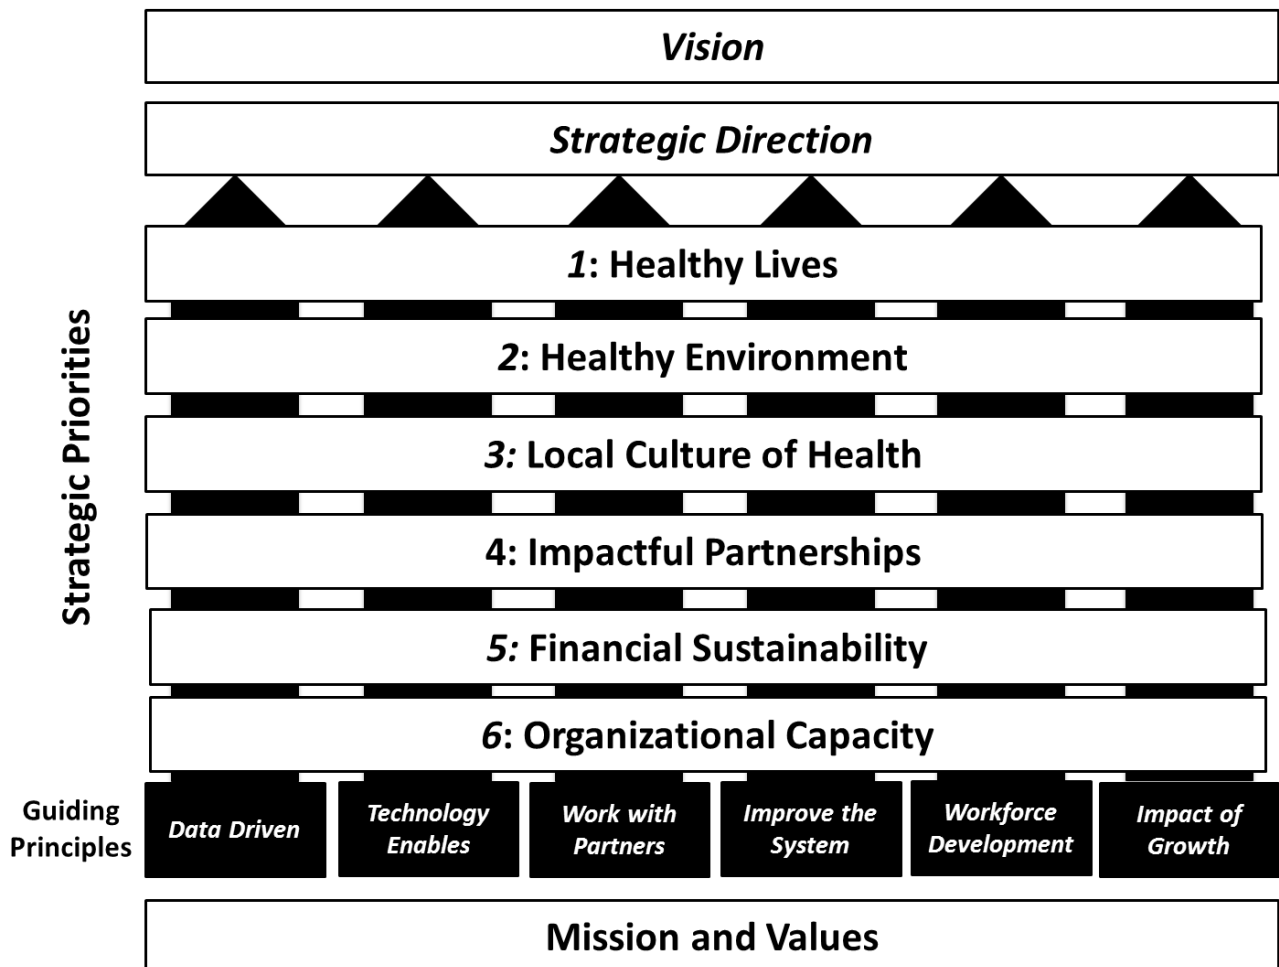 Vision
Strategic Direction
Strategic Priorities
1: Healthy Lives
2: Healthy Environment
3: Local Culture of Health
4: Impactful Partnerships
5: Financial Sustainability
6: Organizational Capacity
Guiding
Principles
Data Driven
Technology
Enables
Work with
Partners
Improve the
System
Workforce
Development
Impact of
Growth
Mission and Values